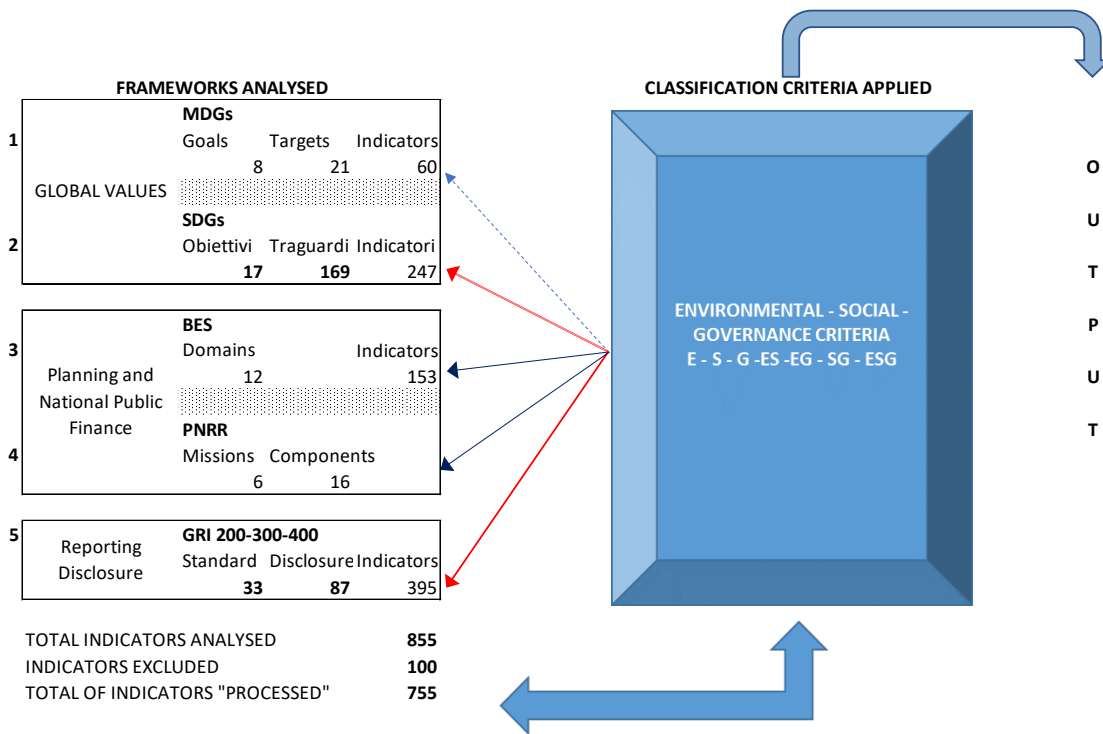 FRAMEWORKS ANALYSED
1
GLOBAL VALUES
MDGs
Goals Targets Indicators
8 21 60
2
SDGs
Obiettivi Traguardi Indicatori
17 169 247
3
Planning and
National Public
Finance
BES
Domains Indicators
12 153
4
PNRR
Missions Components
6 16
5
Reporting
Disclosure
GRI 200-300-400
Standard Disclosure Indicators
33 87 395
TOTAL INDICATORS ANALYSED 855
INDICATORS EXCLUDED 100
TOTAL OF INDICATORS "PROCESSED" 755
CLASSIFICATION CRITERIA APPLIED
ENVIRONMENTAL - SOCIAL -
GOVERNANCE CRITERIA
E - S - G -ES -EG - SG - ESG
O
U
T
P
U
T